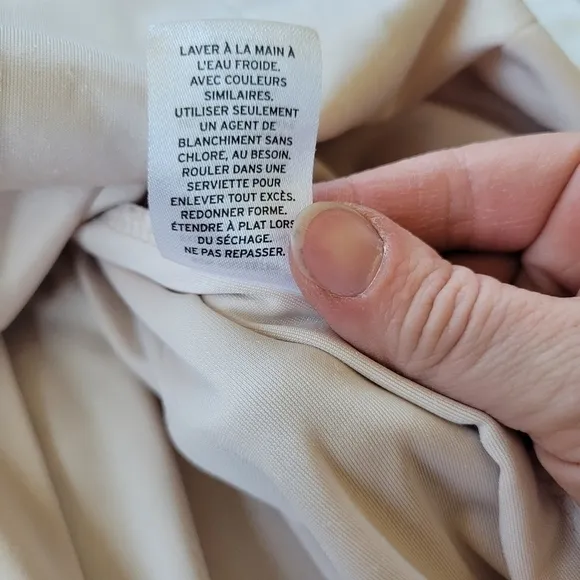 LAVER À LA MAIN À
L'EAU FROIDE,
AVEC COULEURS
SIMILAIRES.
UTILISER SEULEMENT
UN AGENT DE
BLANCHIMENT SANS
CHLORE, AU BESOIN.
ROULER DANS UNE
SERVIETTE POUR
ENLEVER TOUT EXCÈS.
REDONNER FORME.
ÉTENDRE À PLAT LORS
DU SÉCHAGE.
NE PAS REPASSER.